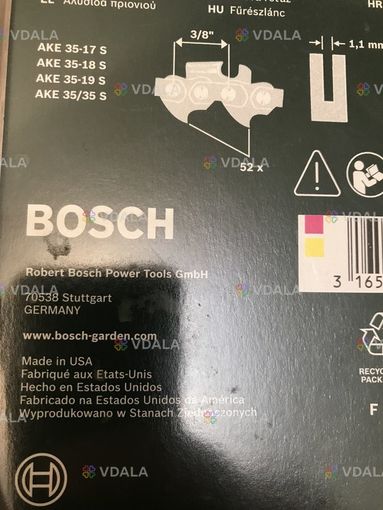 EL Αλυσίδα πριονιού
HU Fűrészlánc
HR
AKE 35-17 S
AKE 35-18 S
AKE 35-19 S
AKE 35/35 S
3/8"
1,1 mm
52 x
BOSCH
Robert Bosch Power Tools GmbH
70538 Stuttgart
GERMANY
www.bosch-garden.com
Made in USA
Fabriqué aux Etats-Unis
Hecho en Estados Unidos
Fabricado na Estados Unidos da América
Wyprodukowano w Stanach Zjednoczonych
3 165
RECYC
PACK
F
VDALA